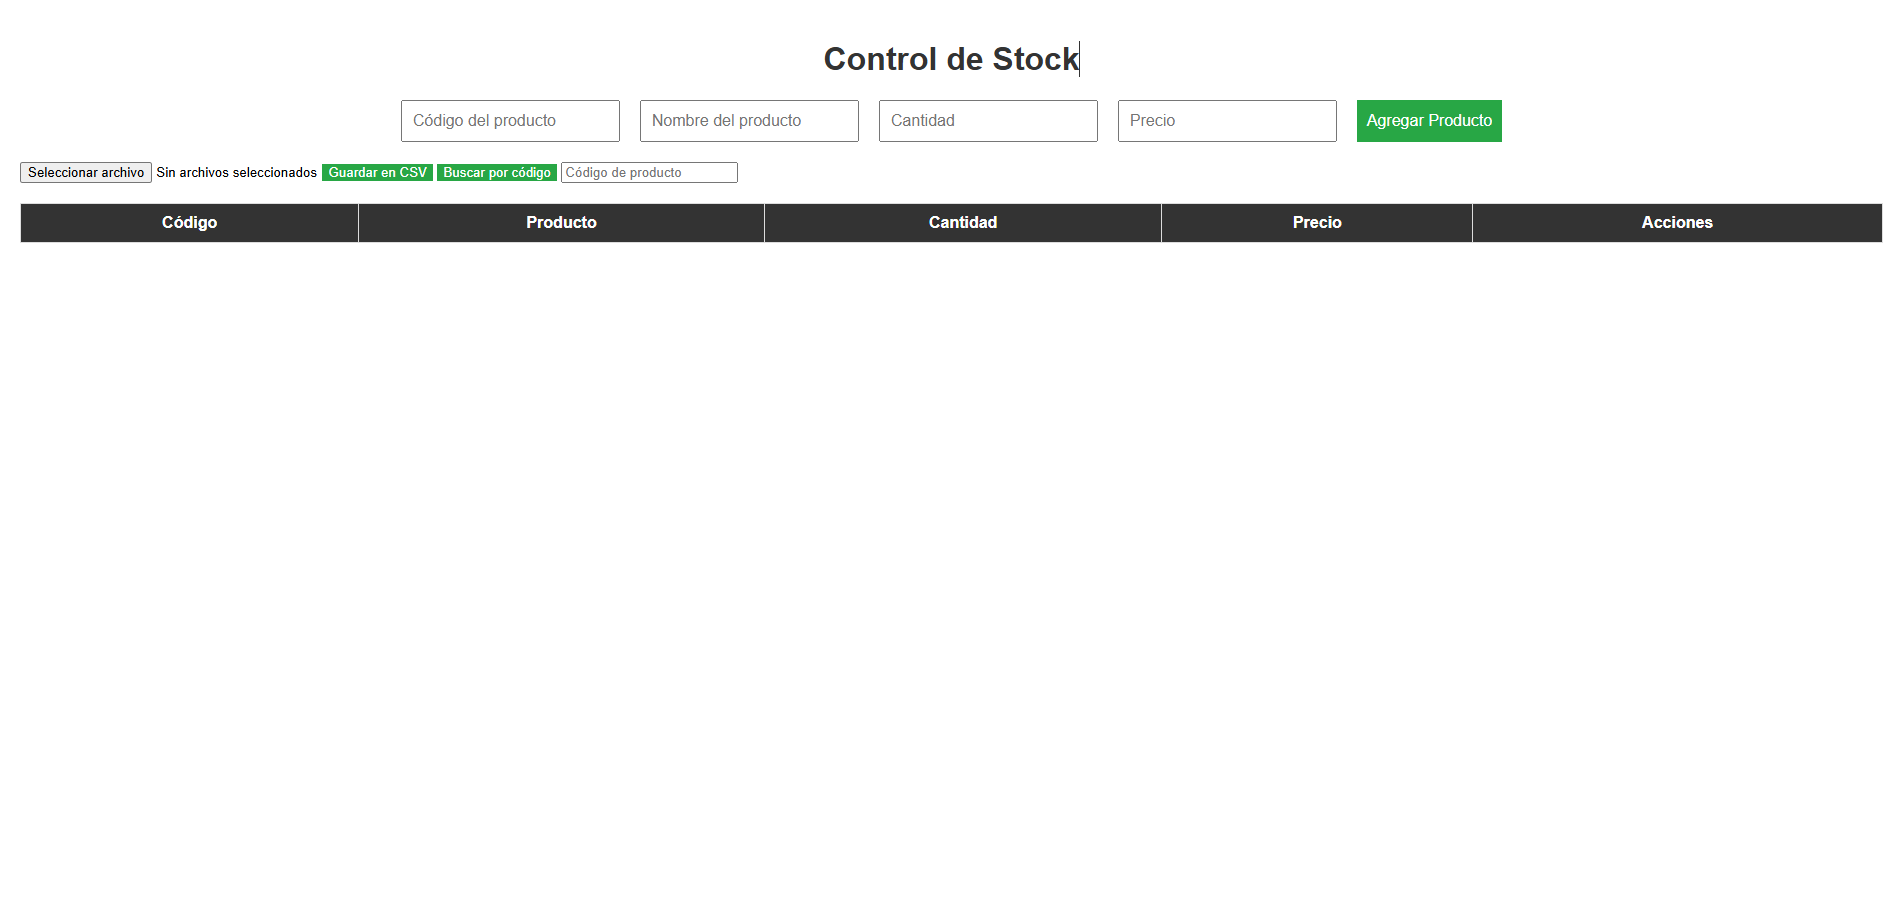 Control de Stock
Código del producto Nombre del producto Cantidad Precio Agregar Producto
Seleccionar archivo Sin archivos seleccionados Guardar en CSV Buscar por código Código de producto
Código Producto Cantidad Precio Acciones